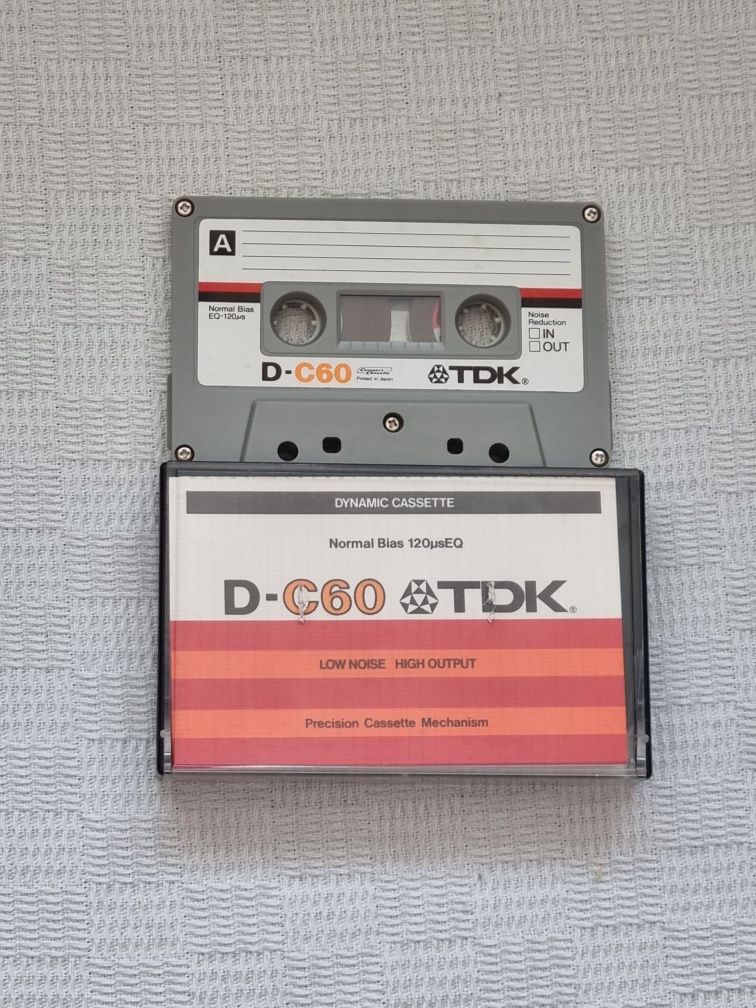 A
Normal Bias
EQ-120μs
Noise
Reduction
IN
OUT
D-C60
Compact
Cassette
Printed in Japan
TDK®
DYNAMIC CASSETTE
Normal Bias 120μsEQ
D-C60 TDK®
LOW NOISE HIGH OUTPUT
Precision Cassette Mechanism